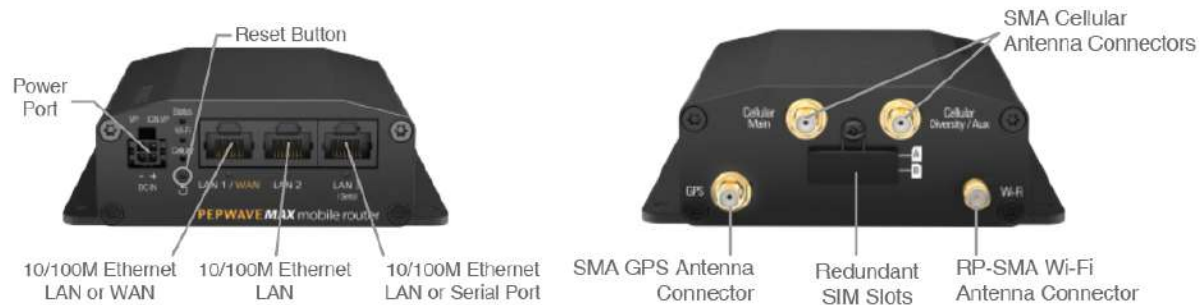 Reset Button
Power
Port
Status
Wi-Fi
Cellular
- +
DC IN
LAN 1 / WAN
LAN 2
LAN 3
(Serial)
PEPWAVE MAX mobile router
10/100M Ethernet
LAN or WAN
10/100M Ethernet
LAN
10/100M Ethernet
LAN or Serial Port
SMA Cellular
Antenna Connectors
Cellular
Main
Cellular
Diversity / Aux
A
B
GPS
Wi-Fi
SMA GPS Antenna
Connector
Redundant
SIM Slots
RP-SMA Wi-Fi
Antenna Connector